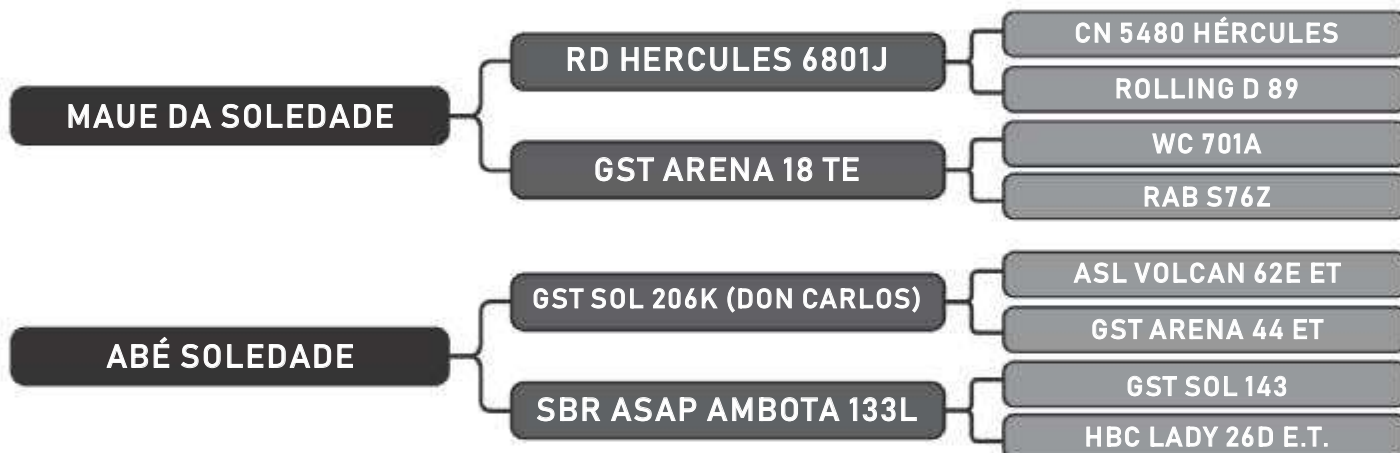 MAUE DA SOLEDADE
RD HERCULES 6801J
CN 5480 HÉRCULES
ROLLING D 89
GST ARENA 18 TE
WC 701A
RAB S76Z
ABÉ SOLEDADE
GST SOL 206K (DON CARLOS)
ASL VOLCAN 62E ET
GST ARENA 44 ET
SBR ASAP AMBOTA 133L
GST SOL 143
HBC LADY 26D E.T.